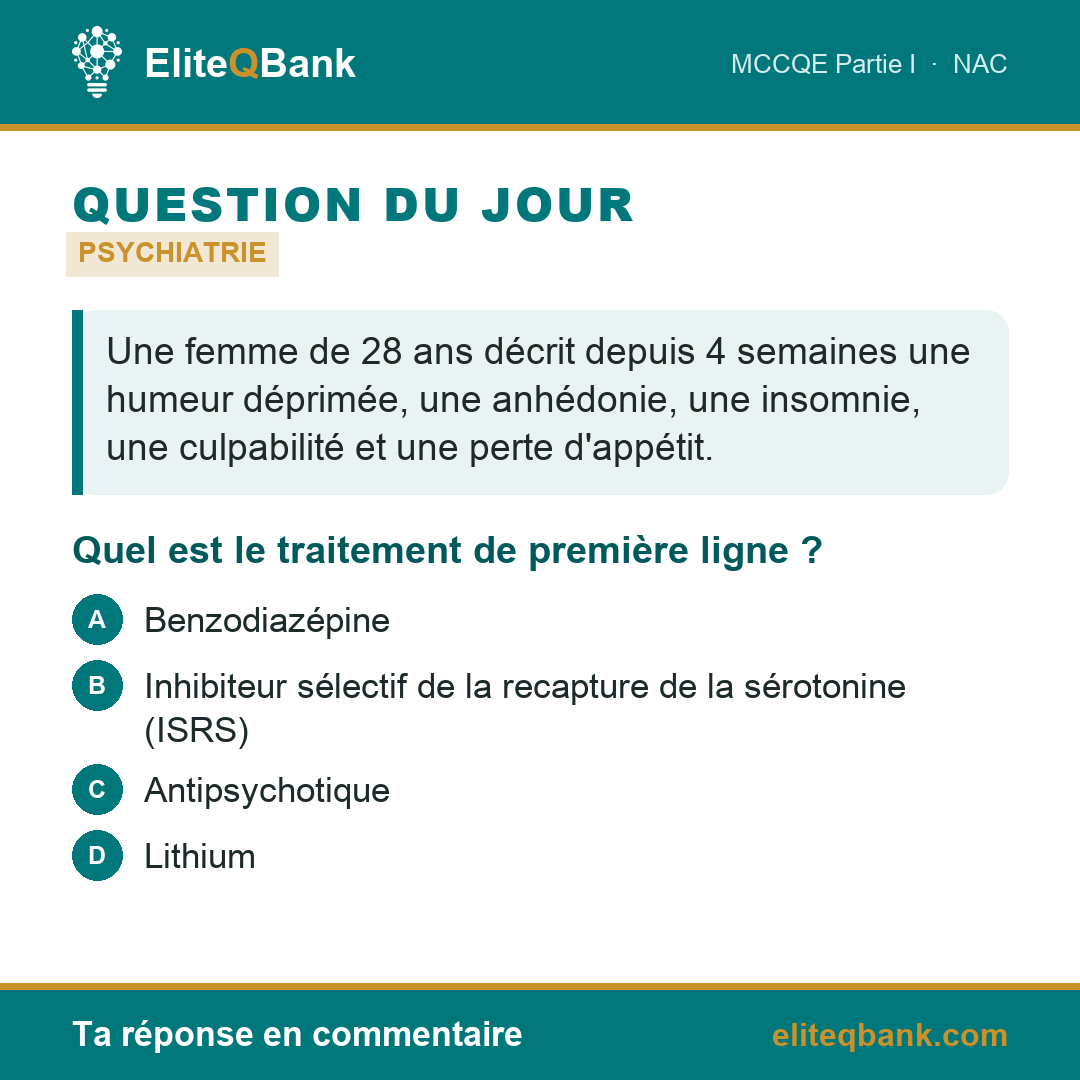 EliteQBank
MCCQE Partie I · NAC
QUESTION DU JOUR
PSYCHIATRIE
Une femme de 28 ans décrit depuis 4 semaines une
humeur déprimée, une anhédonie, une insomnie,
une culpabilité et une perte d'appétit.
Quel est le traitement de première ligne ?
A Benzodiazépine
B Inhibiteur sélectif de la recapture de la sérotonine
(ISRS)
C Antipsychotique
D Lithium
Ta réponse en commentaire
eliteqbank.com